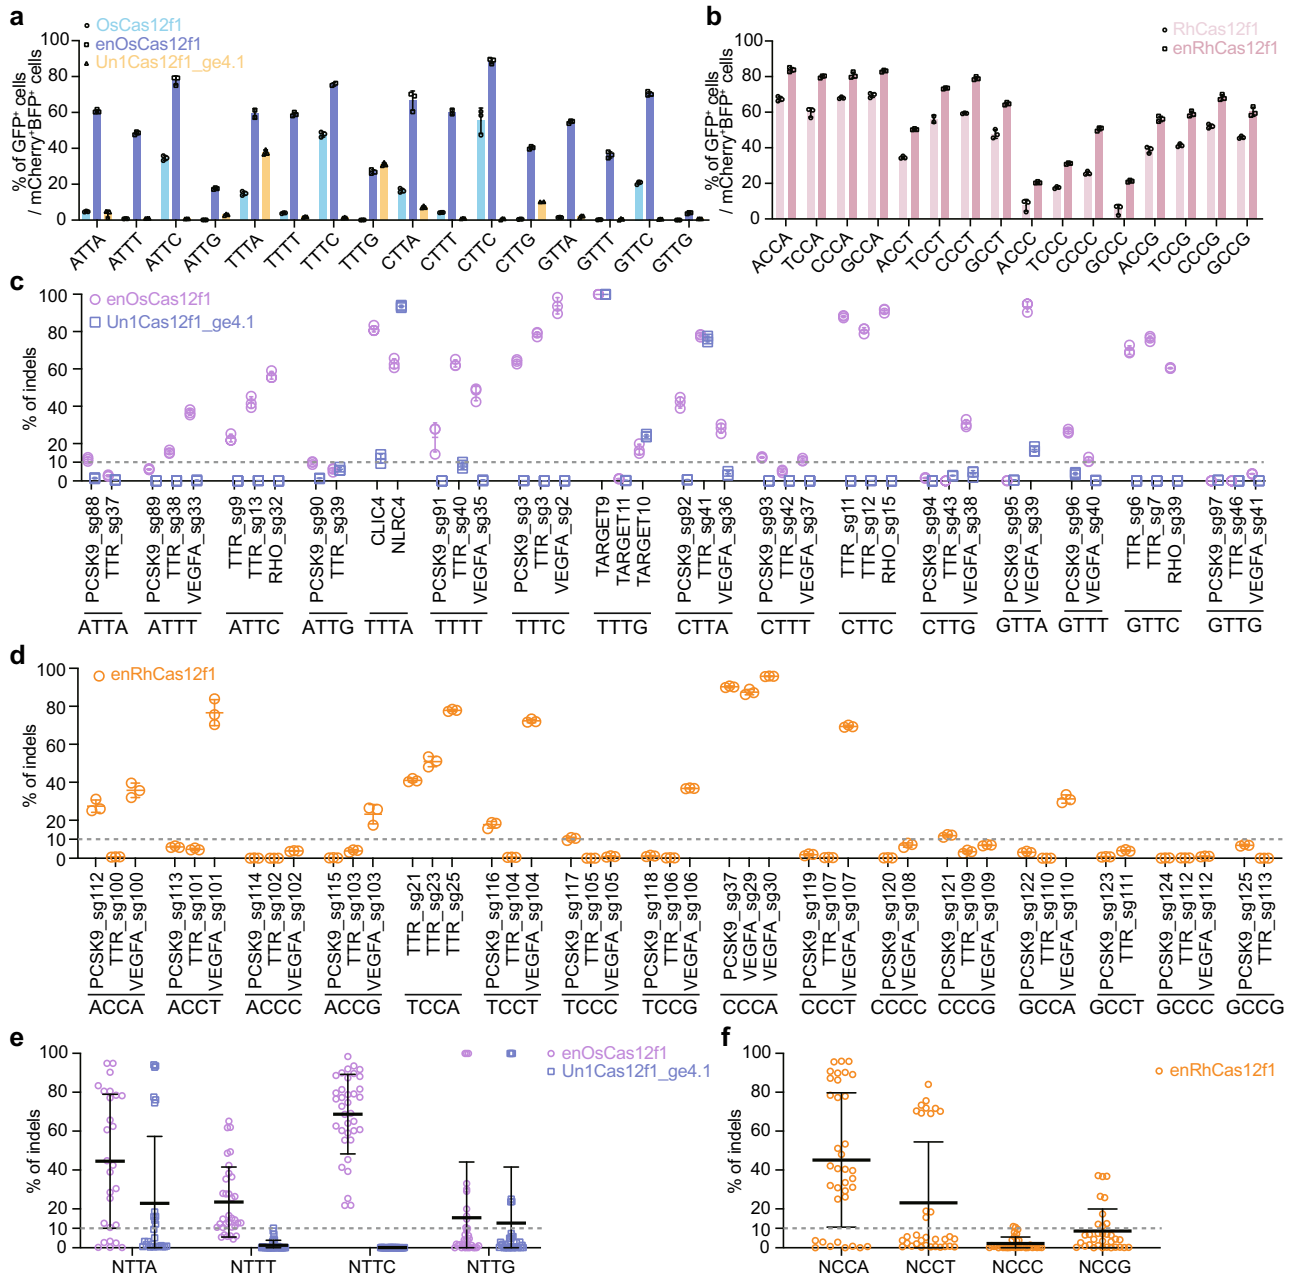 a
OsCas12f1
enOsCas12f1
Un1Cas12f1_ge4.1
% of GFP+ cells
/ mCherry+BFP+ cells
100
80
60
40
20
0
ATTA ATTT ATTC ATTG TTTA TTTT TTTC TTTG CTTA CTTT CTTC CTTG GTTA GTTT GTTC GTTG
b
RhCas12f1
enRhCas12f1
% of GFP+ cells
/ mCherry+BFP+ cells
100
80
60
40
20
0
ACCA TCCA CCCA GCCA ACCT TCCT CCCT GCCT ACCC TCCC CCCC GCCC ACCG TCCG CCCG GCCG
c
enOsCas12f1
Un1Cas12f1_ge4.1
% of indels
100
80
60
40
20
10
0
PCSK9_sg88 TTR_sg37 PCSK9_sg89 TTR_sg38 VEGFA_sg33 TTR_sg9 TTR_sg13 RHO_sg32 PCSK9_sg90 TTR_sg39 CLIC4 NLRC4 PCSK9_sg91 TTR_sg40 VEGFA_sg35 PCSK9_sg3 TTR_sg3 VEGFA_sg2 TARGET9 TARGET11 TARGET10 PCSK9_sg92 TTR_sg41 VEGFA_sg36 PCSK9_sg93 TTR_sg42 VEGFA_sg37 TTR_sg11 TTR_sg12 RHO_sg15 PCSK9_sg94 TTR_sg43 VEGFA_sg38 PCSK9_sg95 VEGFA_sg39 PCSK9_sg96 VEGFA_sg40 TTR_sg6 TTR_sg7 RHO_sg39 PCSK9_sg97 TTR_sg46 VEGFA_sg41
ATTA ATTT ATTC ATTG TTTA TTTT TTTC TTTG CTTA CTTT CTTC CTTG GTTA GTTT GTTC GTTG
d
enRhCas12f1
% of indels
100
80
60
40
20
10
0
PCSK9_sg112 TTR_sg100 VEGFA_sg100 PCSK9_sg113 TTR_sg101 VEGFA_sg101 PCSK9_sg114 TTR_sg102 VEGFA_sg102 PCSK9_sg115 TTR_sg103 VEGFA_sg103 TTR_sg21 TTR_sg23 TTR_sg25 PCSK9_sg116 TTR_sg104 VEGFA_sg104 PCSK9_sg117 TTR_sg105 VEGFA_sg105 PCSK9_sg118 TTR_sg106 VEGFA_sg106 PCSK9_sg37 VEGFA_sg29 VEGFA_sg30 PCSK9_sg119 TTR_sg107 VEGFA_sg107 PCSK9_sg120 VEGFA_sg108 PCSK9_sg121 TTR_sg109 VEGFA_sg109 PCSK9_sg122 TTR_sg110 VEGFA_sg110 PCSK9_sg123 TTR_sg111 PCSK9_sg124 TTR_sg112 VEGFA_sg112 PCSK9_sg125 TTR_sg113
ACCA ACCT ACCC ACCG TCCA TCCT TCCC TCCG CCCA CCCT CCCC CCCG GCCA GCCT GCCC GCCG
e
enOsCas12f1
Un1Cas12f1_ge4.1
% of indels
100
80
60
40
20
10
0
NTTA NTTT NTTC NTTG
f
enRhCas12f1
% of indels
100
80
60
40
20
10
0
NCCA NCCT NCCC NCCG